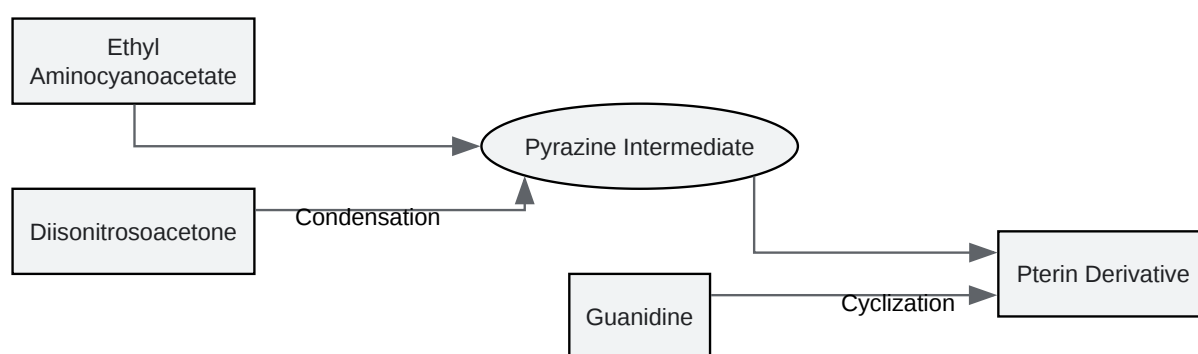 Ethyl
Aminocyanoacetate
Pyrazine Intermediate
Diisonitrosoacetone
Condensation
Pterin Derivative
Guanidine
Cyclization